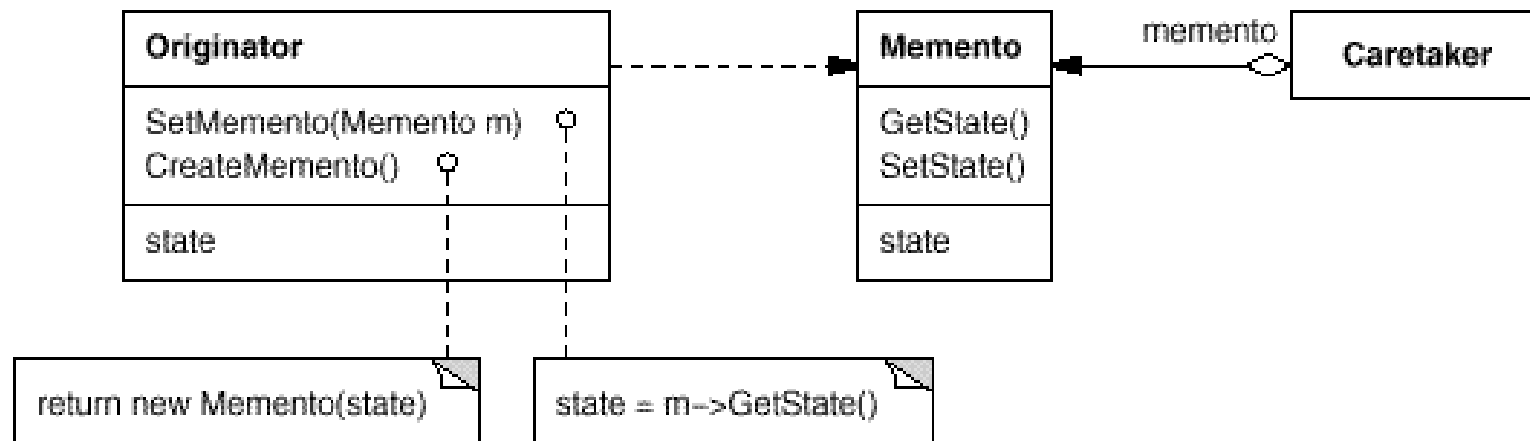 Originator
SetMemento(Memento m)
CreateMemento()
state
return new Memento(state)
state = m->GetState()
Memento
GetState()
SetState()
state
memento
Caretaker